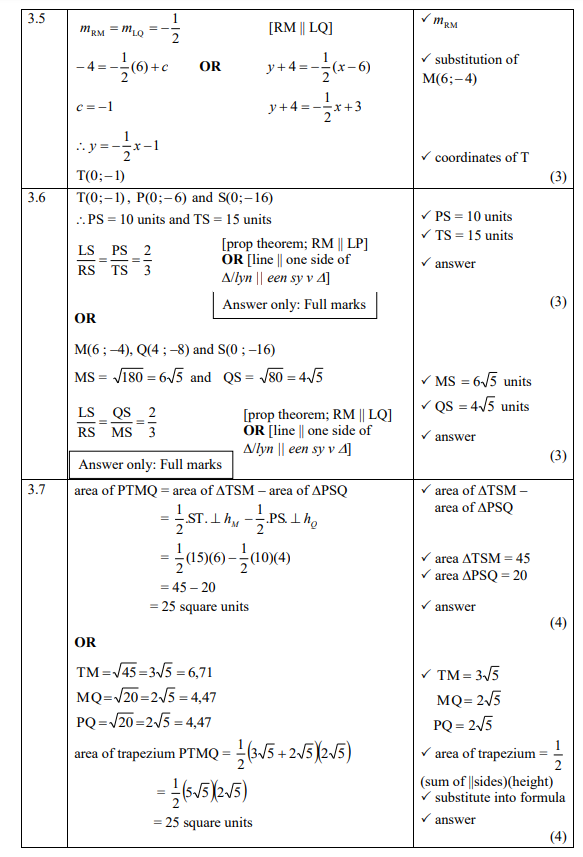 3.5
m_RM = m_LQ = −1/2 [RM || LQ] ✓ m_RM
−4 = −1/2(6) + c OR y + 4 = −1/2(x − 6) ✓ substitution of
M(6;−4)
c = −1 y + 4 = −1/2x + 3
∴ y = −1/2x − 1
✓ coordinates of T
T(0;−1) (3)
3.6
T(0;−1), P(0;−6) and S(0;−16)
∴ PS = 10 units and TS = 15 units ✓ PS = 10 units
✓ TS = 15 units
LS/RS = PS/TS = 2/3 [prop theorem; RM || LP] ✓ answer
OR [line || one side of
Δ/lyn || een sy v Δ]
(3)
Answer only: Full marks
OR
M(6 ; –4), Q(4 ; –8) and S(0 ; –16)
MS = √180 = 6√5 and QS = √80 = 4√5 ✓ MS = 6√5 units
✓ QS = 4√5 units
LS/RS = QS/MS = 2/3 [prop theorem; RM || LQ]
OR [line || one side of ✓ answer
Δ/lyn || een sy v Δ]
(3)
Answer only: Full marks
3.7
area of PTMQ = area of ΔTSM – area of ΔPSQ ✓ area of ΔTSM –
area of ΔPSQ
= 1/2.ST.⊥h_M − 1/2.PS.⊥h_Q
= 1/2(15)(6) − 1/2(10)(4) ✓ area ΔTSM = 45
✓ area ΔPSQ = 20
= 45 – 20
= 25 square units ✓ answer
(4)
OR
TM = √45 = 3√5 = 6,71 ✓ TM = 3√5
MQ = √20 = 2√5 = 4,47 MQ = 2√5
PQ = √20 = 2√5 = 4,47 PQ = 2√5
area of trapezium PTMQ = 1/2(3√5 + 2√5)(2√5) ✓ area of trapezium = 1/2
(sum of ||sides)(height)
= 1/2(5√5)(2√5) ✓ substitute into formula
= 25 square units ✓ answer
(4)